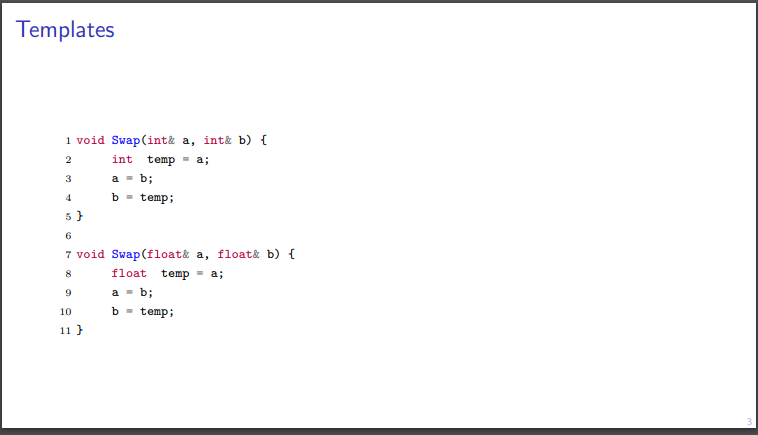 Templates
1 void Swap(int& a, int& b) {
2 int temp = a;
3 a = b;
4 b = temp;
5 }
6
7 void Swap(float& a, float& b) {
8 float temp = a;
9 a = b;
10 b = temp;
11 }
3